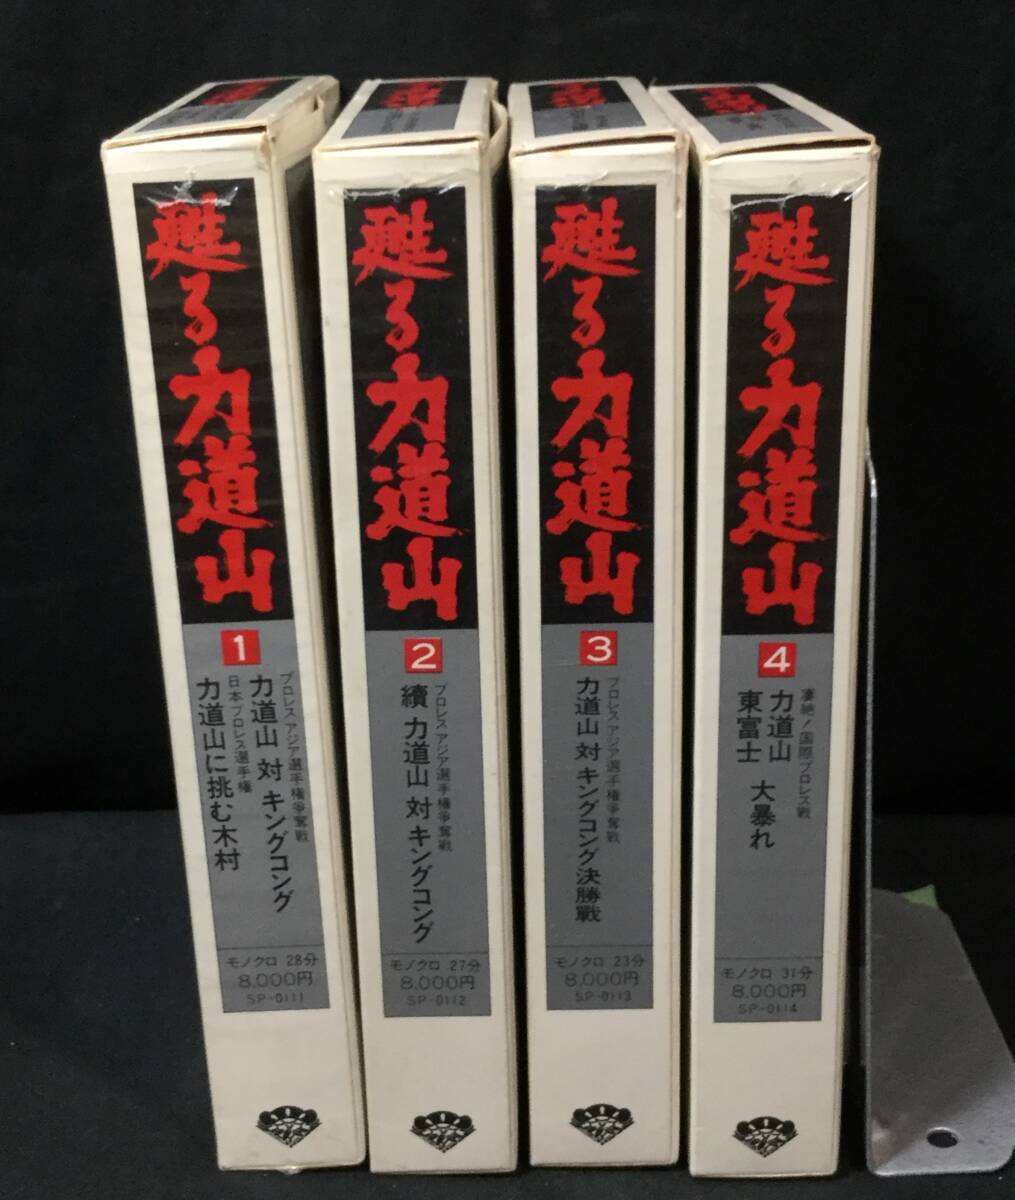 甦る力道山
1
プロレスアジア選手権争奪戦
力道山 対 キングコング
日本プロレス選手権
力道山に挑む木村
モノクロ 28分
8,000円
SP-0111
甦る力道山
2
プロレスアジア選手権争奪戦
續 力道山 対 キングコング
モノクロ 27分
8,000円
SP-0112
甦る力道山
3
プロレスアジア選手権争奪戦
力道山 対 キングコング決勝戰
モノクロ 23分
8,000円
SP-0113
甦る力道山
4
凄絶!国際プロレス戦
力道山 大暴れ
東富士
モノクロ 31分
8,000円
SP-0114